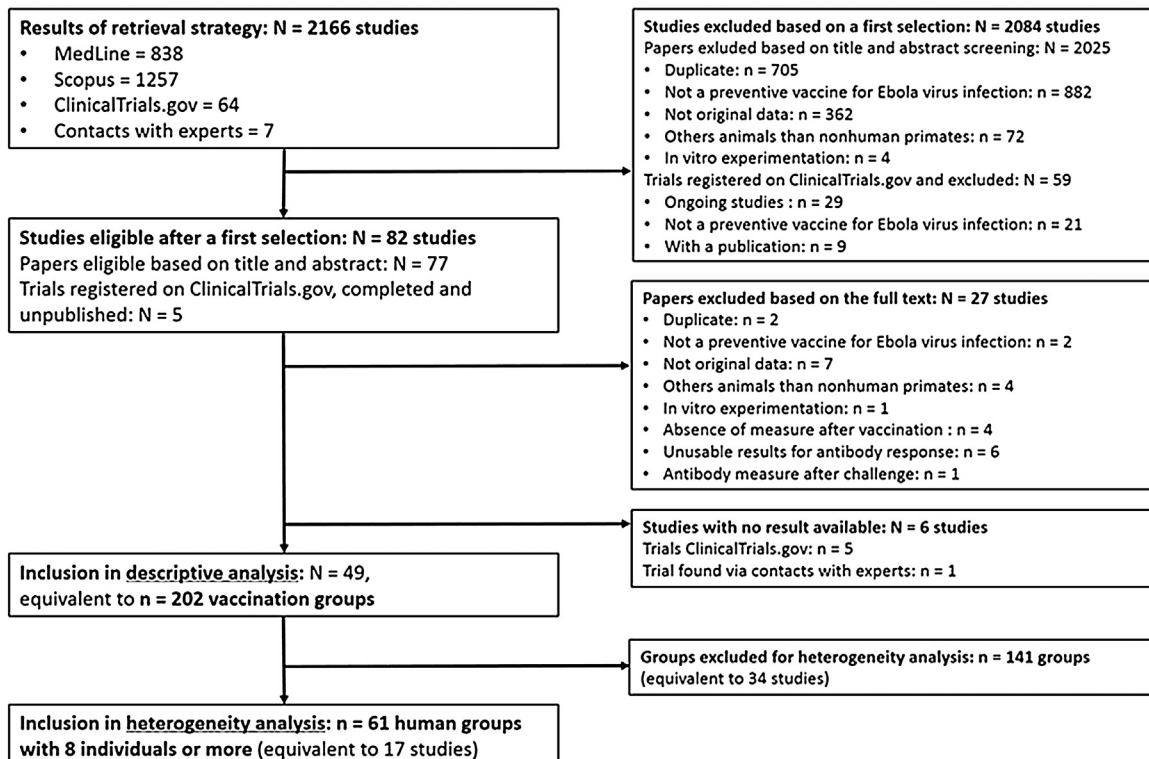 Results of retrieval strategy: N = 2166 studies
• MedLine = 838
• Scopus = 1257
• ClinicalTrials.gov = 64
• Contacts with experts = 7
Studies excluded based on a first selection: N = 2084 studies
Papers exluded based on title and abstract screening: N = 2025
• Duplicate: n = 705
• Not a preventive vaccine for Ebola virus infection: n = 882
• Not original data: n = 362
• Others animals than nonhuman primates: n = 72
• In vitro experimentation: n = 4
Trials registered on ClinicalTrials.gov and excluded: N = 59
• Ongoing studies : n = 29
• Not a preventive vaccine for Ebola virus infection: n = 21
• With a publication: n = 9
Studies eligible after a first selection: N = 82 studies
Papers eligible based on title and abstract: N = 77
Trials registered on ClinicalTrials.gov, completed and
unpublished: N = 5
Papers excluded based on the full text: N = 27 studies
• Duplicate: n = 2
• Not a preventive vaccine for Ebola virus infection: n = 2
• Not original data: n = 7
• Others animals than nonhuman primates: n = 4
• In vitro experimentation: n = 1
• Absence of measure after vaccination : n = 4
• Unusable results for antibody response: n = 6
• Antibody measure after challenge: n = 1
Studies with no result available: N = 6 studies
Trials ClinicalTrials.gov: n = 5
Trial found via contacts with experts: n = 1
Inclusion in descriptive analysis: N = 49,
equivalent to n = 202 vaccination groups
Groups excluded for heterogeneity analysis: n = 141 groups
(equivalent to 34 studies)
Inclusion in heterogeneity analysis: n = 61 human groups
with 8 individuals or more (equivalent to 17 studies)